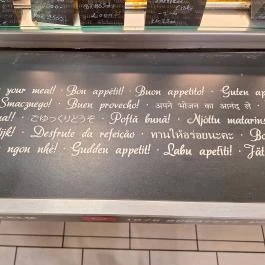 your meal! · Bon appétit! · Buon appetito! · Guten ap
Smacznego! · Buen provecho! · अपने भोजन का आनंद ले
ごゆっくりどうぞ · Poftă bună! · Njóttu matarins
lijk! · Desfrute da refeição · ทานให้อร่อยนะคะ · Bo
ngon nhé! · Gudden appetit! · Labu apetīti! · Jät